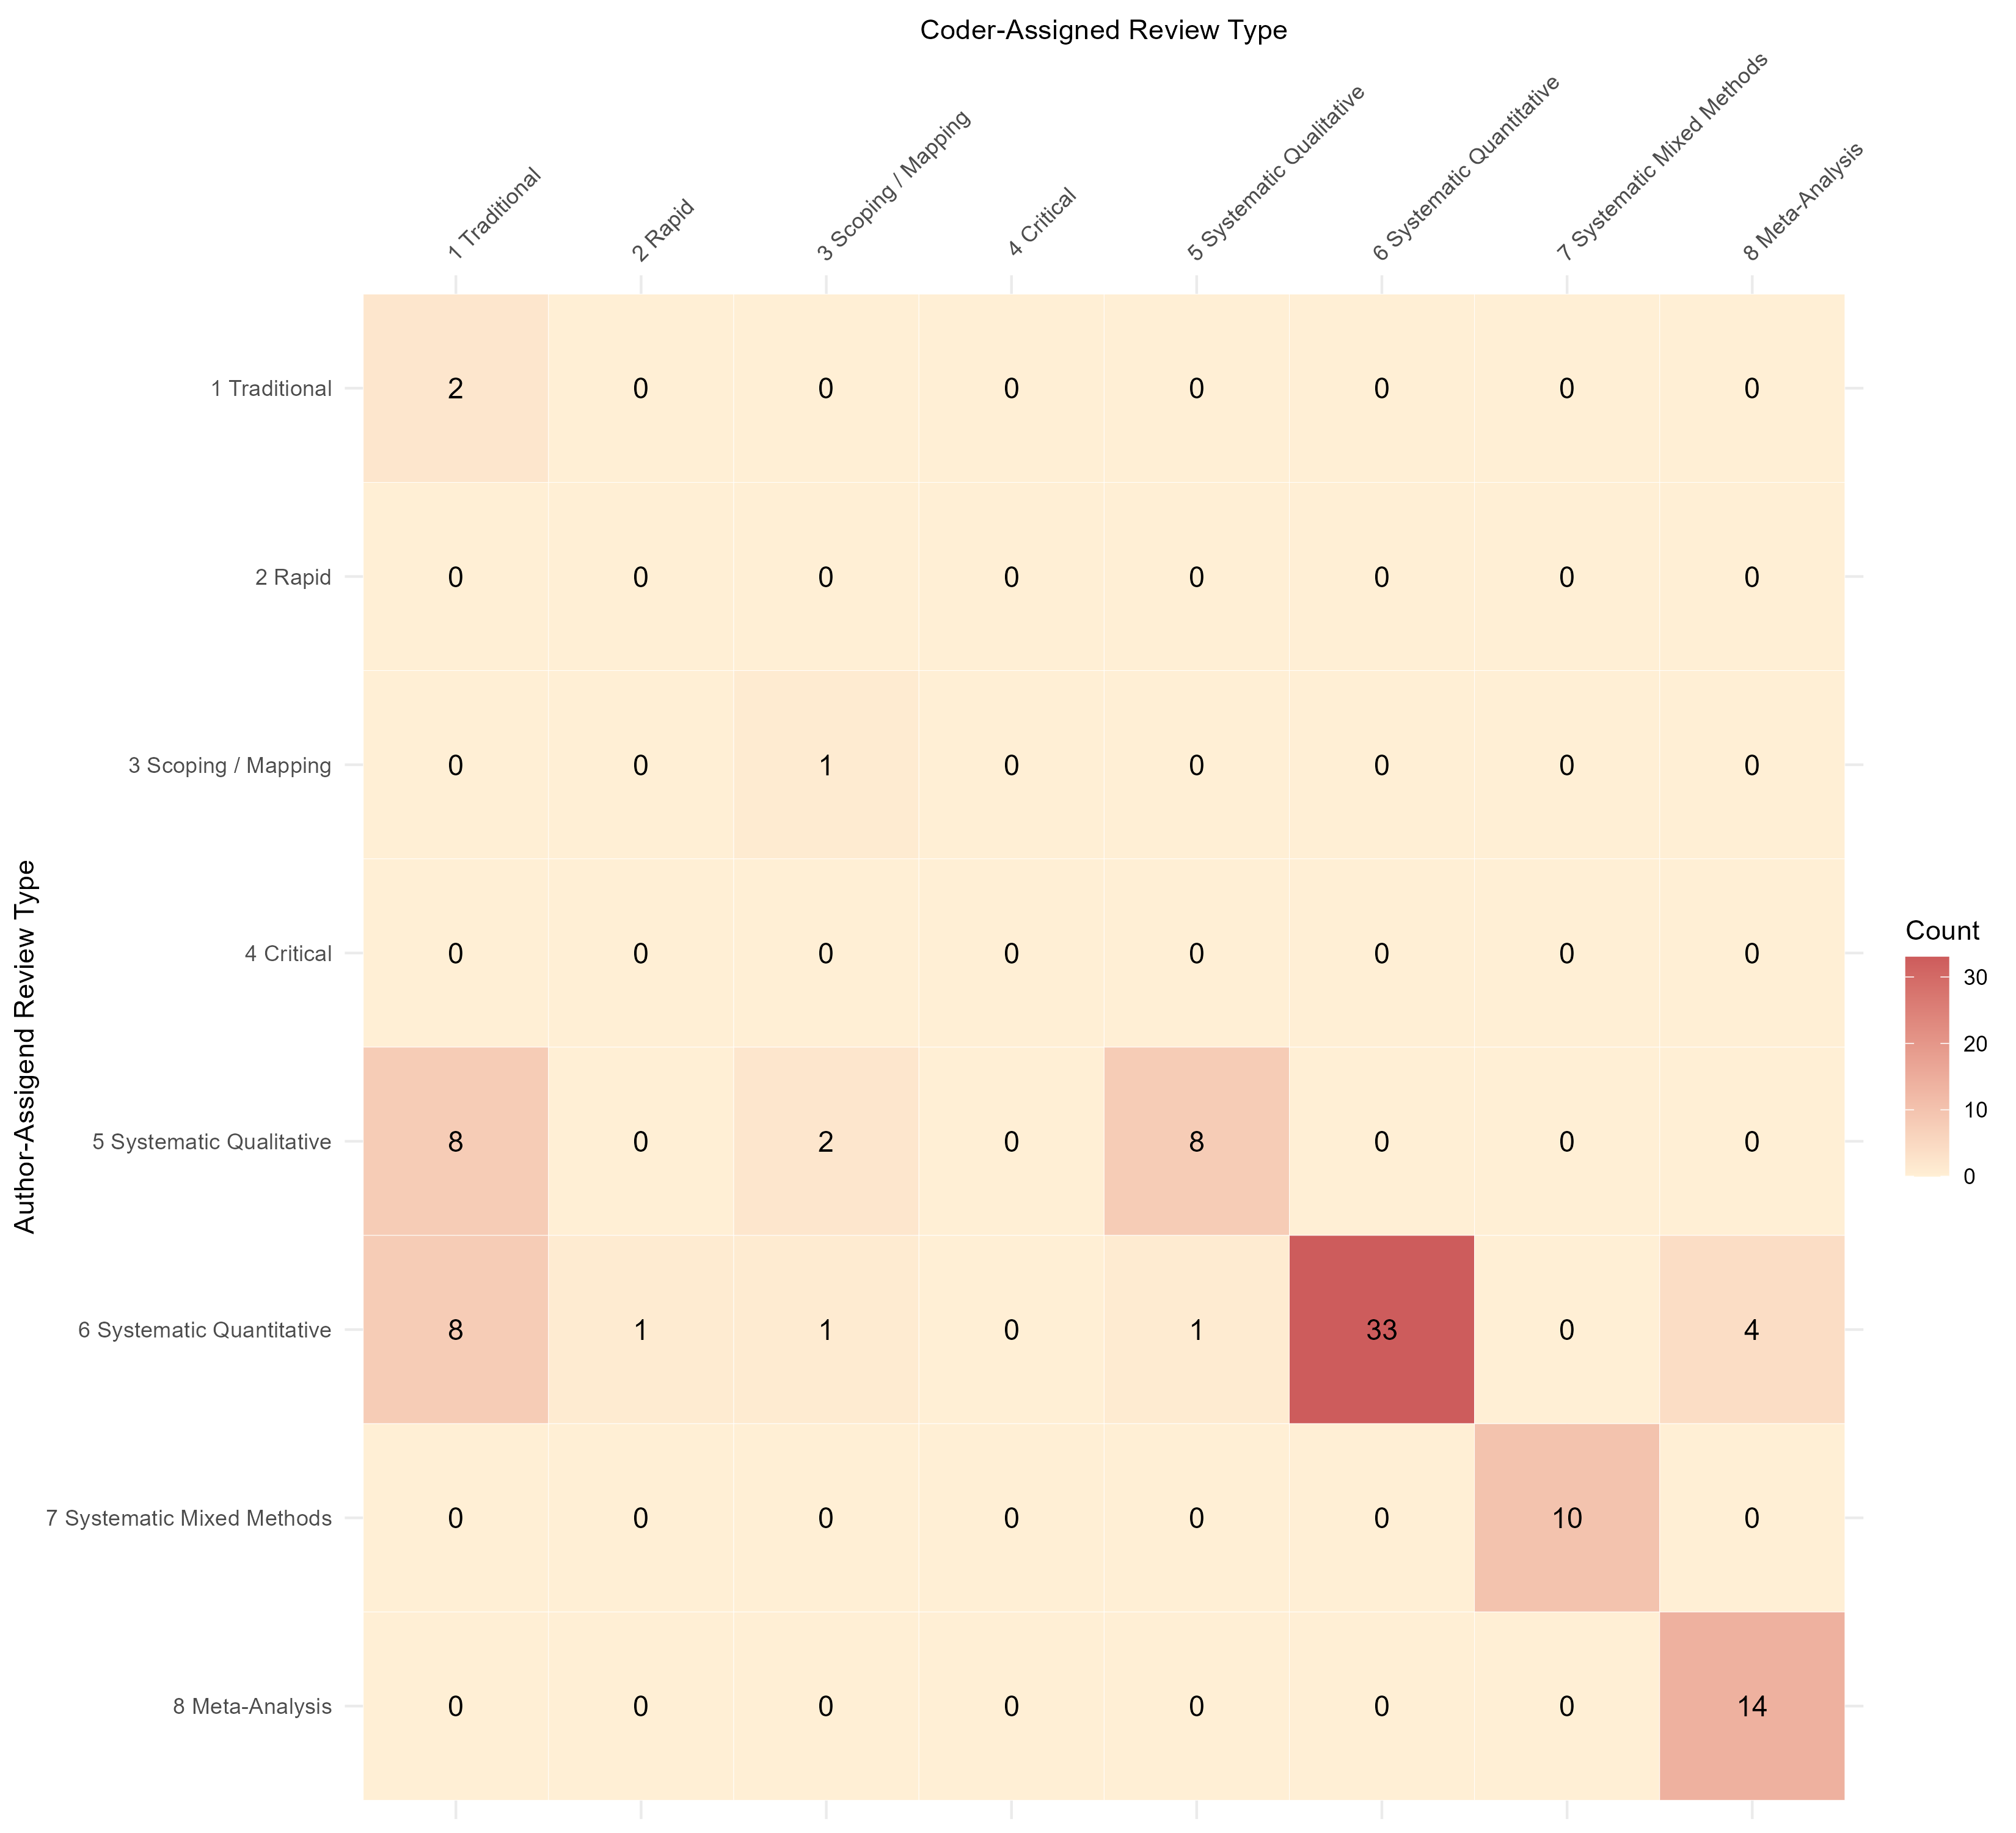 Coder-Assigned Review Type
1 Traditional
2 Rapid
3 Scoping / Mapping
4 Critical
5 Systematic Qualitative
6 Systematic Quantitative
7 Systematic Mixed Methods
8 Meta-Analysis
Author-Assigend Review Type
1 Traditional 2 0 0 0 0 0 0 0
2 Rapid 0 0 0 0 0 0 0 0
3 Scoping / Mapping 0 0 1 0 0 0 0 0
4 Critical 0 0 0 0 0 0 0 0
5 Systematic Qualitative 8 0 2 0 8 0 0 0
6 Systematic Quantitative 8 1 1 0 1 33 0 4
7 Systematic Mixed Methods 0 0 0 0 0 0 10 0
8 Meta-Analysis 0 0 0 0 0 0 0 14
Count
30
20
10
0